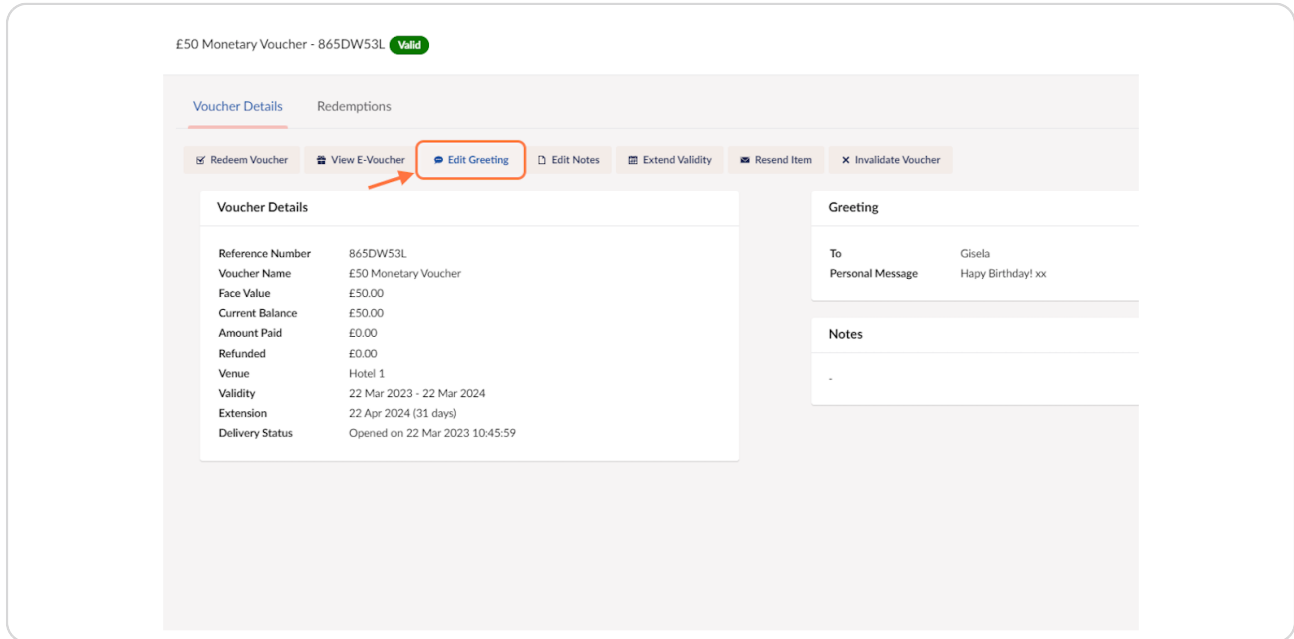 £50 Monetary Voucher - 865DW53L Valid
Voucher Details Redemptions
Redeem Voucher View E-Voucher Edit Greeting Edit Notes Extend Validity Resend Item Invalidate Voucher
Voucher Details
Reference Number 865DW53L
Voucher Name £50 Monetary Voucher
Face Value £50.00
Current Balance £50.00
Amount Paid £0.00
Refunded £0.00
Venue Hotel 1
Validity 22 Mar 2023 - 22 Mar 2024
Extension 22 Apr 2024 (31 days)
Delivery Status Opened on 22 Mar 2023 10:45:59
Greeting
To Gisela
Personal Message Hapy Birthday! xx
Notes
-